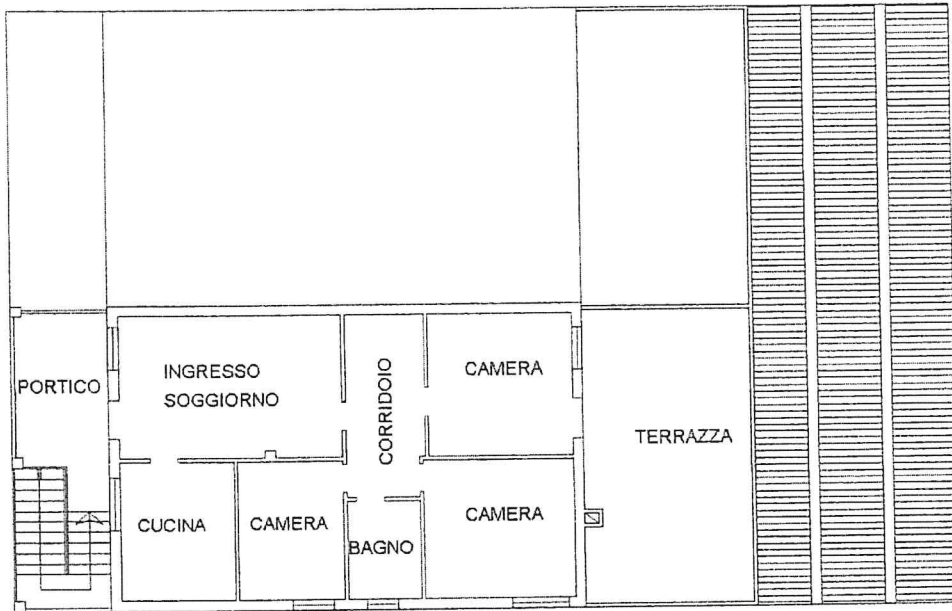 PORTICO
INGRESSO
SOGGIORNO
CORRIDOIO
CAMERA
TERRAZZA
CUCINA
CAMERA
BAGNO
CAMERA